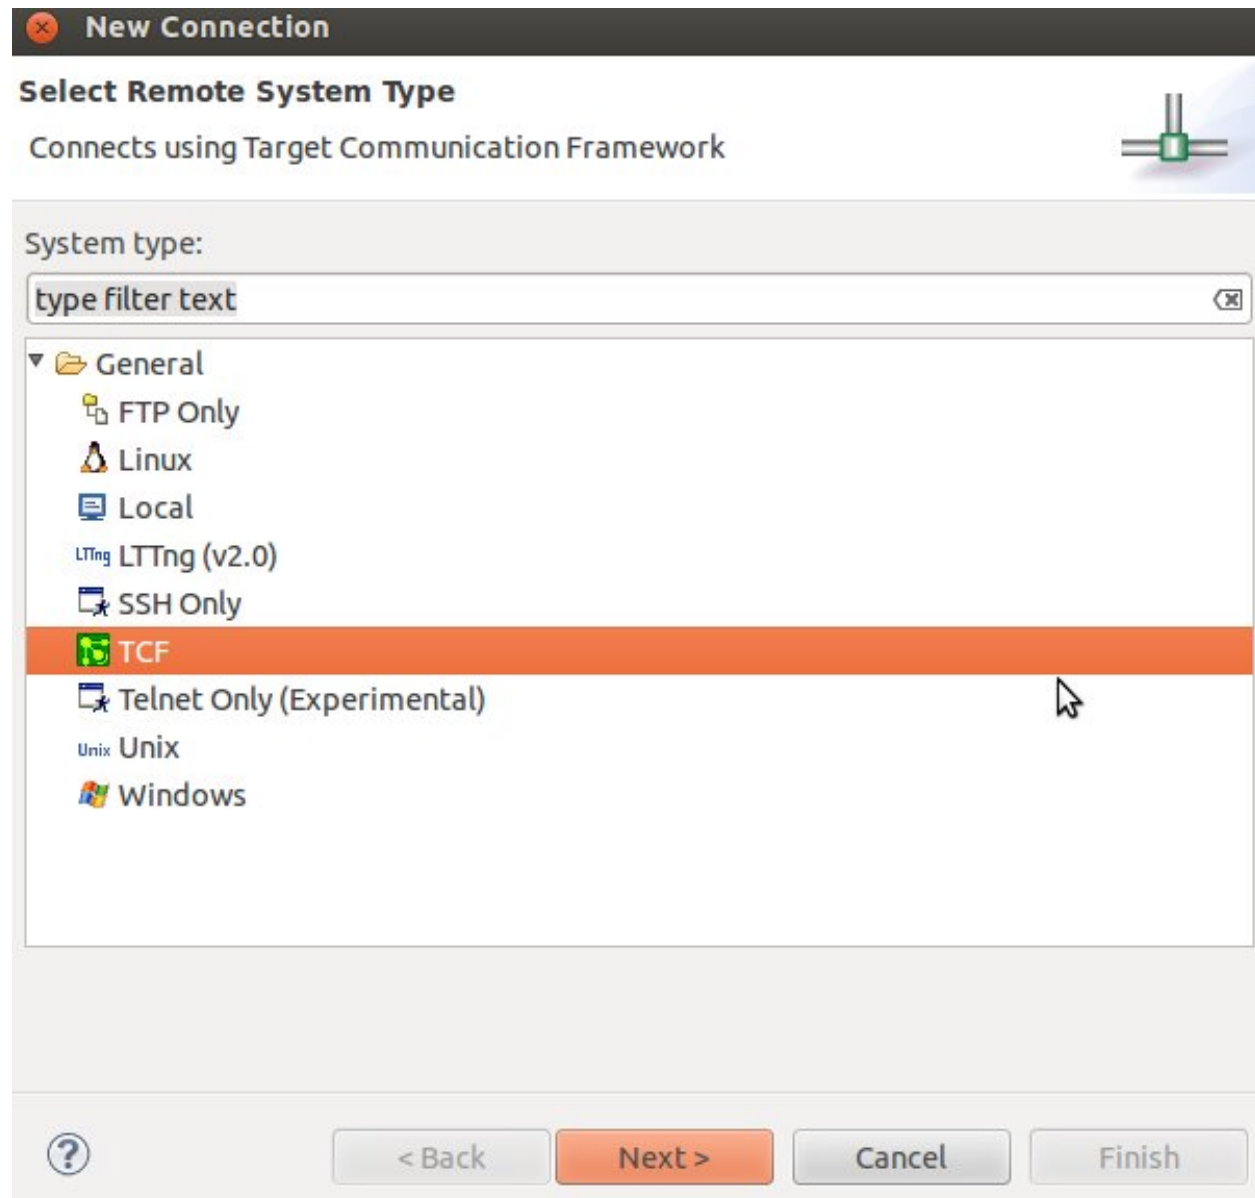 New Connection
Select Remote System Type
Connects using Target Communication Framework
System type:
type filter text
General
FTP Only
Linux
Local
LTTng LTTng (v2.0)
SSH Only
TCF
Telnet Only (Experimental)
Unix Unix
Windows
? < Back Next > Cancel Finish